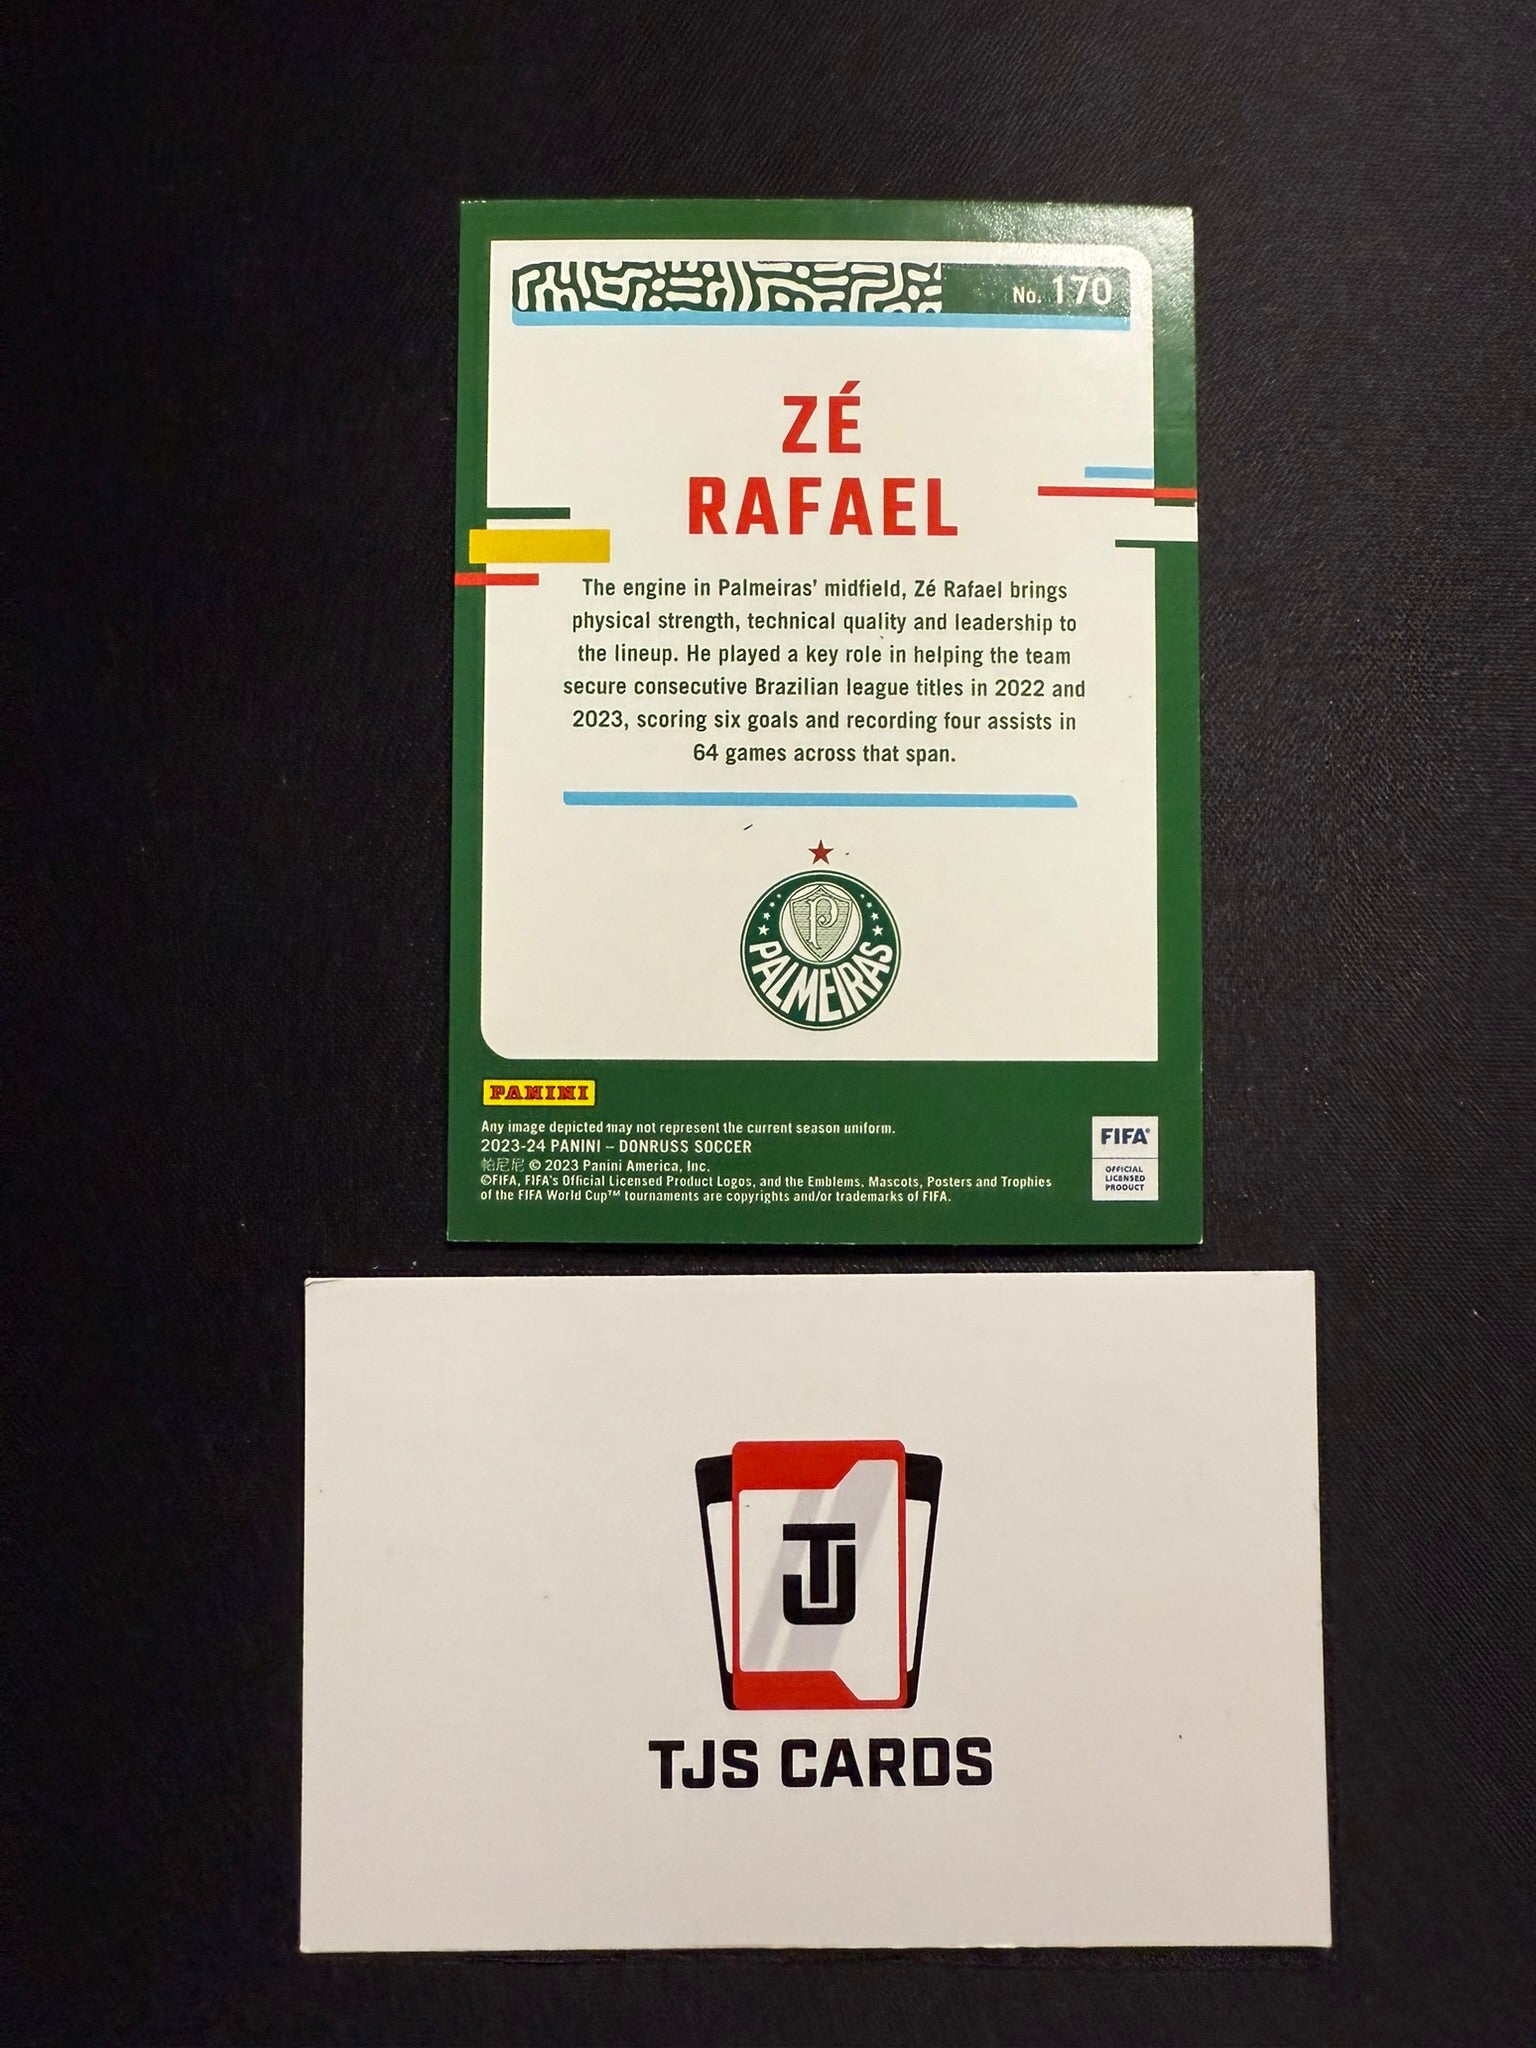 No. 170
ZÉ
RAFAEL
The engine in Palmeiras' midfield, Zé Rafael brings
physical strength, technical quality and leadership to
the lineup. He played a key role in helping the team
secure consecutive Brazilian league titles in 2022 and
2023, scoring six goals and recording four assists in
64 games across that span.
P
PALMEIRAS
PANINI
Any image depicted may not represent the current season uniform.
2023-24 PANINI – DONRUSS SOCCER
帕尼尼 © 2023 Panini America, Inc.
©FIFA, FIFA's Official Licensed Product Logos, and the Emblems, Mascots, Posters and Trophies
of the FIFA World Cup™ tournaments are copyrights and/or trademarks of FIFA.
FIFA®
OFFICIAL
LICENSED
PRODUCT
TJ
TJS CARDS